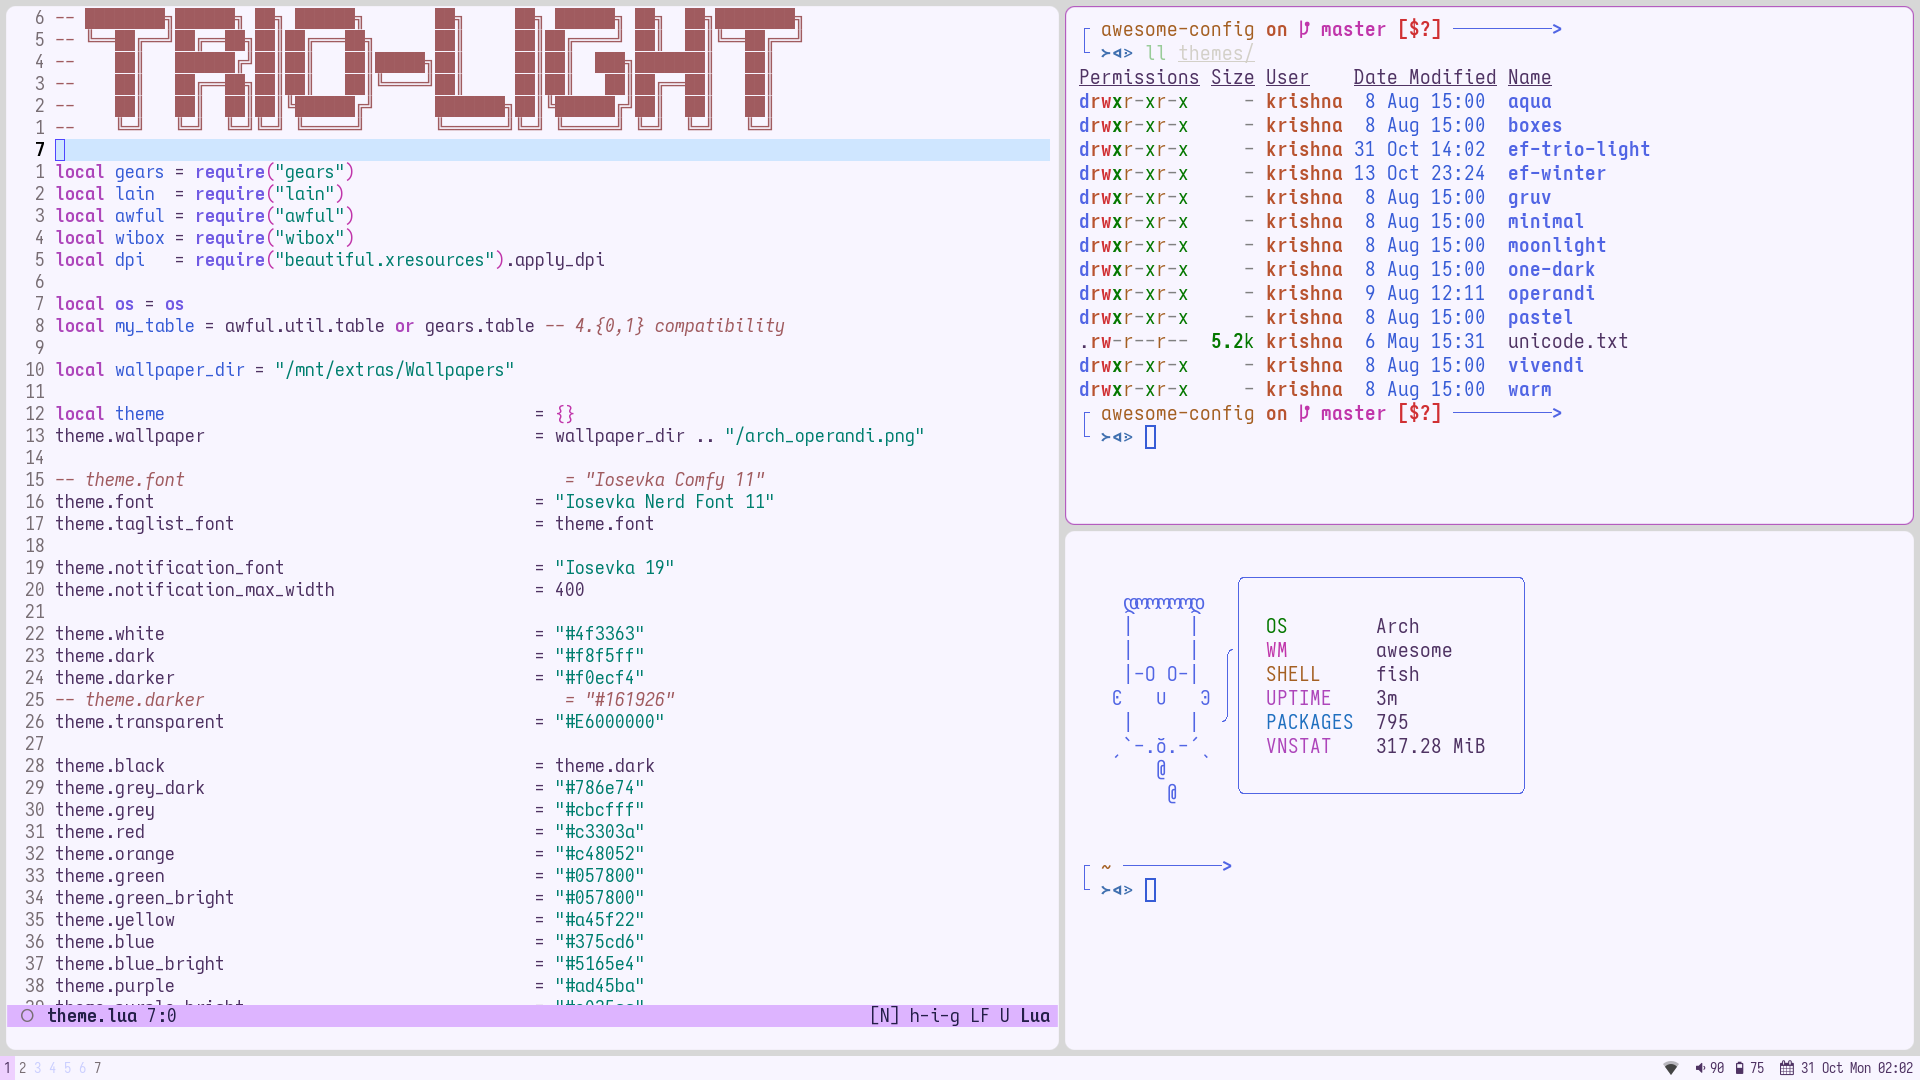 TRIO-LIGHT
6 --
5 --
4 --
3 --
2 --
1 --
7
1 local gears = require("gears")
2 local lain  = require("lain")
3 local awful = require("awful")
4 local wibox = require("wibox")
5 local dpi   = require("beautiful.xresources").apply_dpi
6
7 local os = os
8 local my_table = awful.util.table or gears.table -- 4.{0,1} compatibility
9
10 local wallpaper_dir = "/mnt/extras/Wallpapers"
11
12 local theme = {}
13 theme.wallpaper = wallpaper_dir .. "/arch_operandi.png"
14
15 -- theme.font = "Iosevka Comfy 11"
16 theme.font = "Iosevka Nerd Font 11"
17 theme.taglist_font = theme.font
18
19 theme.notification_font = "Iosevka 19"
20 theme.notification_max_width = 400
21
22 theme.white = "#4f3363"
23 theme.dark = "#f8f5ff"
24 theme.darker = "#f0ecf4"
25 -- theme.darker = "#161926"
26 theme.transparent = "#E6000000"
27
28 theme.black = theme.dark
29 theme.grey_dark = "#786e74"
30 theme.grey = "#cbcfff"
31 theme.red = "#c3303a"
32 theme.orange = "#c48052"
33 theme.green = "#057800"
34 theme.green_bright = "#057800"
35 theme.yellow = "#a45f22"
36 theme.blue = "#375cd6"
37 theme.blue_bright = "#5165e4"
38 theme.purple = "#ad45ba"
theme.lua 7:0 [N] h-i-g LF U Lua
awesome-config on master [$?] >
ll themes/
Permissions Size User Date Modified Name
drwxr-xr-x - krishna 8 Aug 15:00 aqua
drwxr-xr-x - krishna 8 Aug 15:00 boxes
drwxr-xr-x - krishna 31 Oct 14:02 ef-trio-light
drwxr-xr-x - krishna 13 Oct 23:24 ef-winter
drwxr-xr-x - krishna 8 Aug 15:00 gruv
drwxr-xr-x - krishna 8 Aug 15:00 minimal
drwxr-xr-x - krishna 8 Aug 15:00 moonlight
drwxr-xr-x - krishna 8 Aug 15:00 one-dark
drwxr-xr-x - krishna 9 Aug 12:11 operandi
drwxr-xr-x - krishna 8 Aug 15:00 pastel
.rw-r--r-- 5.2k krishna 6 May 15:31 unicode.txt
drwxr-xr-x - krishna 8 Aug 15:00 vivendi
drwxr-xr-x - krishna 8 Aug 15:00 warm
awesome-config on master [$?] >
OS Arch
WM awesome
SHELL fish
UPTIME 3m
PACKAGES 795
VNSTAT 317.28 MiB
~ >
1 2 3 4 5 6 7
90 75 31 Oct Mon 02:02